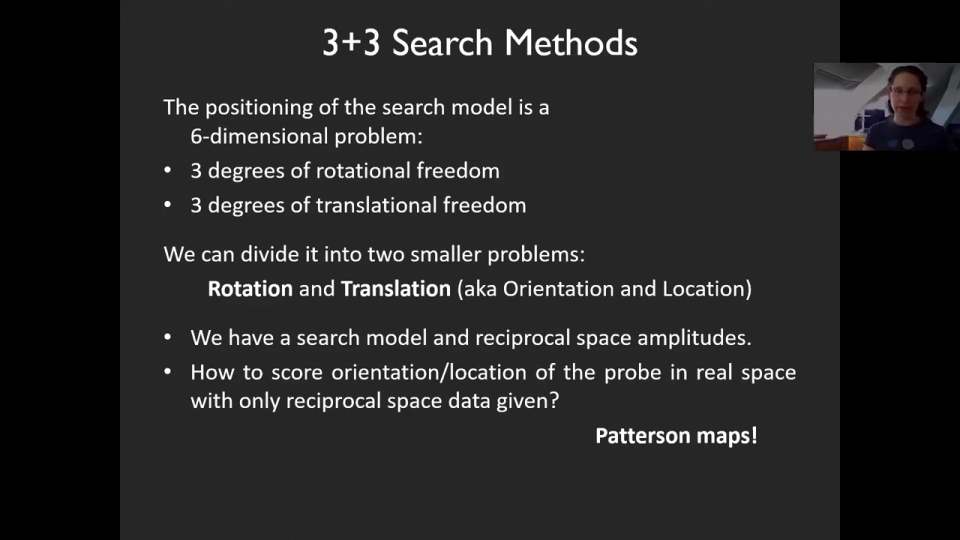 3+3 Search Methods
The positioning of the search model is a
6-dimensional problem:
• 3 degrees of rotational freedom
• 3 degrees of translational freedom
We can divide it into two smaller problems:
Rotation and Translation (aka Orientation and Location)
• We have a search model and reciprocal space amplitudes.
• How to score orientation/location of the probe in real space
with only reciprocal space data given?
Patterson maps!